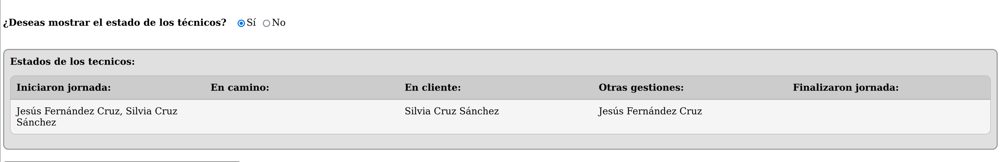 ¿Deseas mostrar el estado de los técnicos? Sí No
Estados de los tecnicos:
Iniciaron jornada: En camino: En cliente: Otras gestiones: Finalizaron jornada:
Jesús Fernández Cruz, Silvia Cruz Silvia Cruz Sánchez Jesús Fernández Cruz
Sánchez